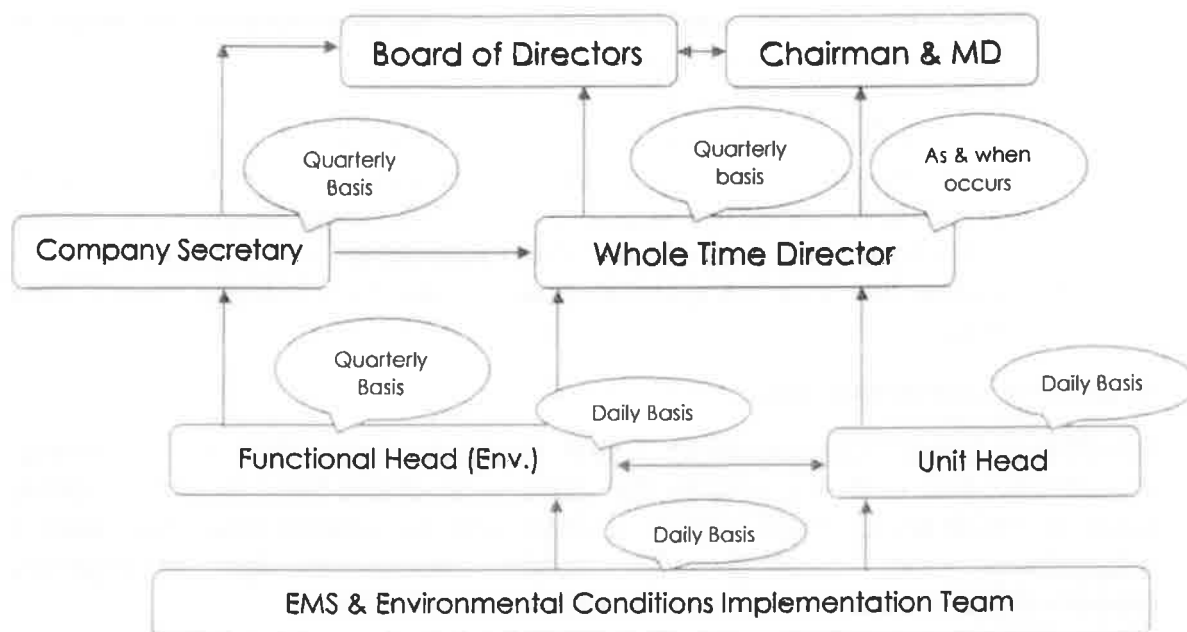 Board of Directors
Chairman & MD
Quarterly
Basis
Quarterly
basis
As & when
occurs
Company Secretary
Whole Time Director
Quarterly
Basis
Daily Basis
Daily Basis
Functional Head (Env.)
Unit Head
Daily Basis
EMS & Environmental Conditions Implementation Team